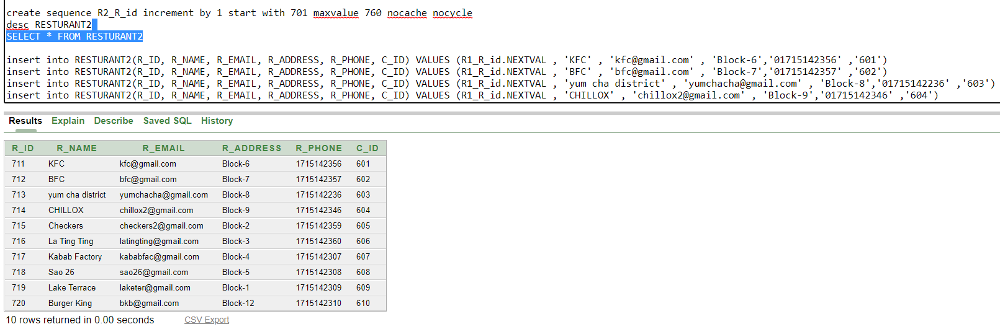 create sequence R2_R_id increment by 1 start with 701 maxvalue 760 nocache nocycle
desc RESTURANT2
SELECT * FROM RESTURANT2
insert into RESTURANT2(R_ID, R_NAME, R_EMAIL, R_ADDRESS, R_PHONE, C_ID) VALUES (R1_R_id.NEXTVAL , 'KFC' , 'kfc@gmail.com' , 'Block-6','01715142356' ,'601')
insert into RESTURANT2(R_ID, R_NAME, R_EMAIL, R_ADDRESS, R_PHONE, C_ID) VALUES (R1_R_id.NEXTVAL , 'BFC' , 'bfc@gmail.com' , 'Block-7','01715142357' ,'602')
insert into RESTURANT2(R_ID, R_NAME, R_EMAIL, R_ADDRESS, R_PHONE, C_ID) VALUES (R1_R_id.NEXTVAL , 'yum cha district' , 'yumchacha@gmail.com' , 'Block-8','01715142236' ,'603')
insert into RESTURANT2(R_ID, R_NAME, R_EMAIL, R_ADDRESS, R_PHONE, C_ID) VALUES (R1_R_id.NEXTVAL , 'CHILLOX' , 'chillox2@gmail.com' , 'Block-9','01715142346' ,'604')
Results Explain Describe Saved SQL History
R_ID R_NAME R_EMAIL R_ADDRESS R_PHONE C_ID
711 KFC kfc@gmail.com Block-6 1715142356 601
712 BFC bfc@gmail.com Block-7 1715142357 602
713 yum cha district yumchacha@gmail.com Block-8 1715142236 603
714 CHILLOX chillox2@gmail.com Block-9 1715142346 604
715 Checkers checkers2@gmail.com Block-2 1715142359 605
716 La Ting Ting latingting@gmail.com Block-3 1715142360 606
717 Kabab Factory kababfac@gmail.com Block-4 1715142307 607
718 Sao 26 sao26@gmail.com Block-5 1715142308 608
719 Lake Terrace laketer@gmail.com Block-1 1715142309 609
720 Burger King bkb@gmail.com Block-12 1715142310 610
10 rows returned in 0.00 seconds CSV Export